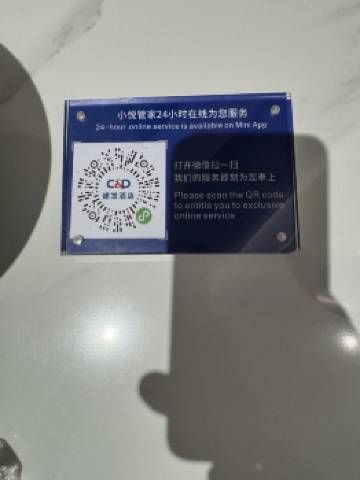 小悦管家24小时在线为您服务
24-hour online service is available on Mini App
C&D
建发酒店
打开微信扫一扫
我们的服务即刻为您奉上
Please scan the QR code
to entitle you to exclusive
online service